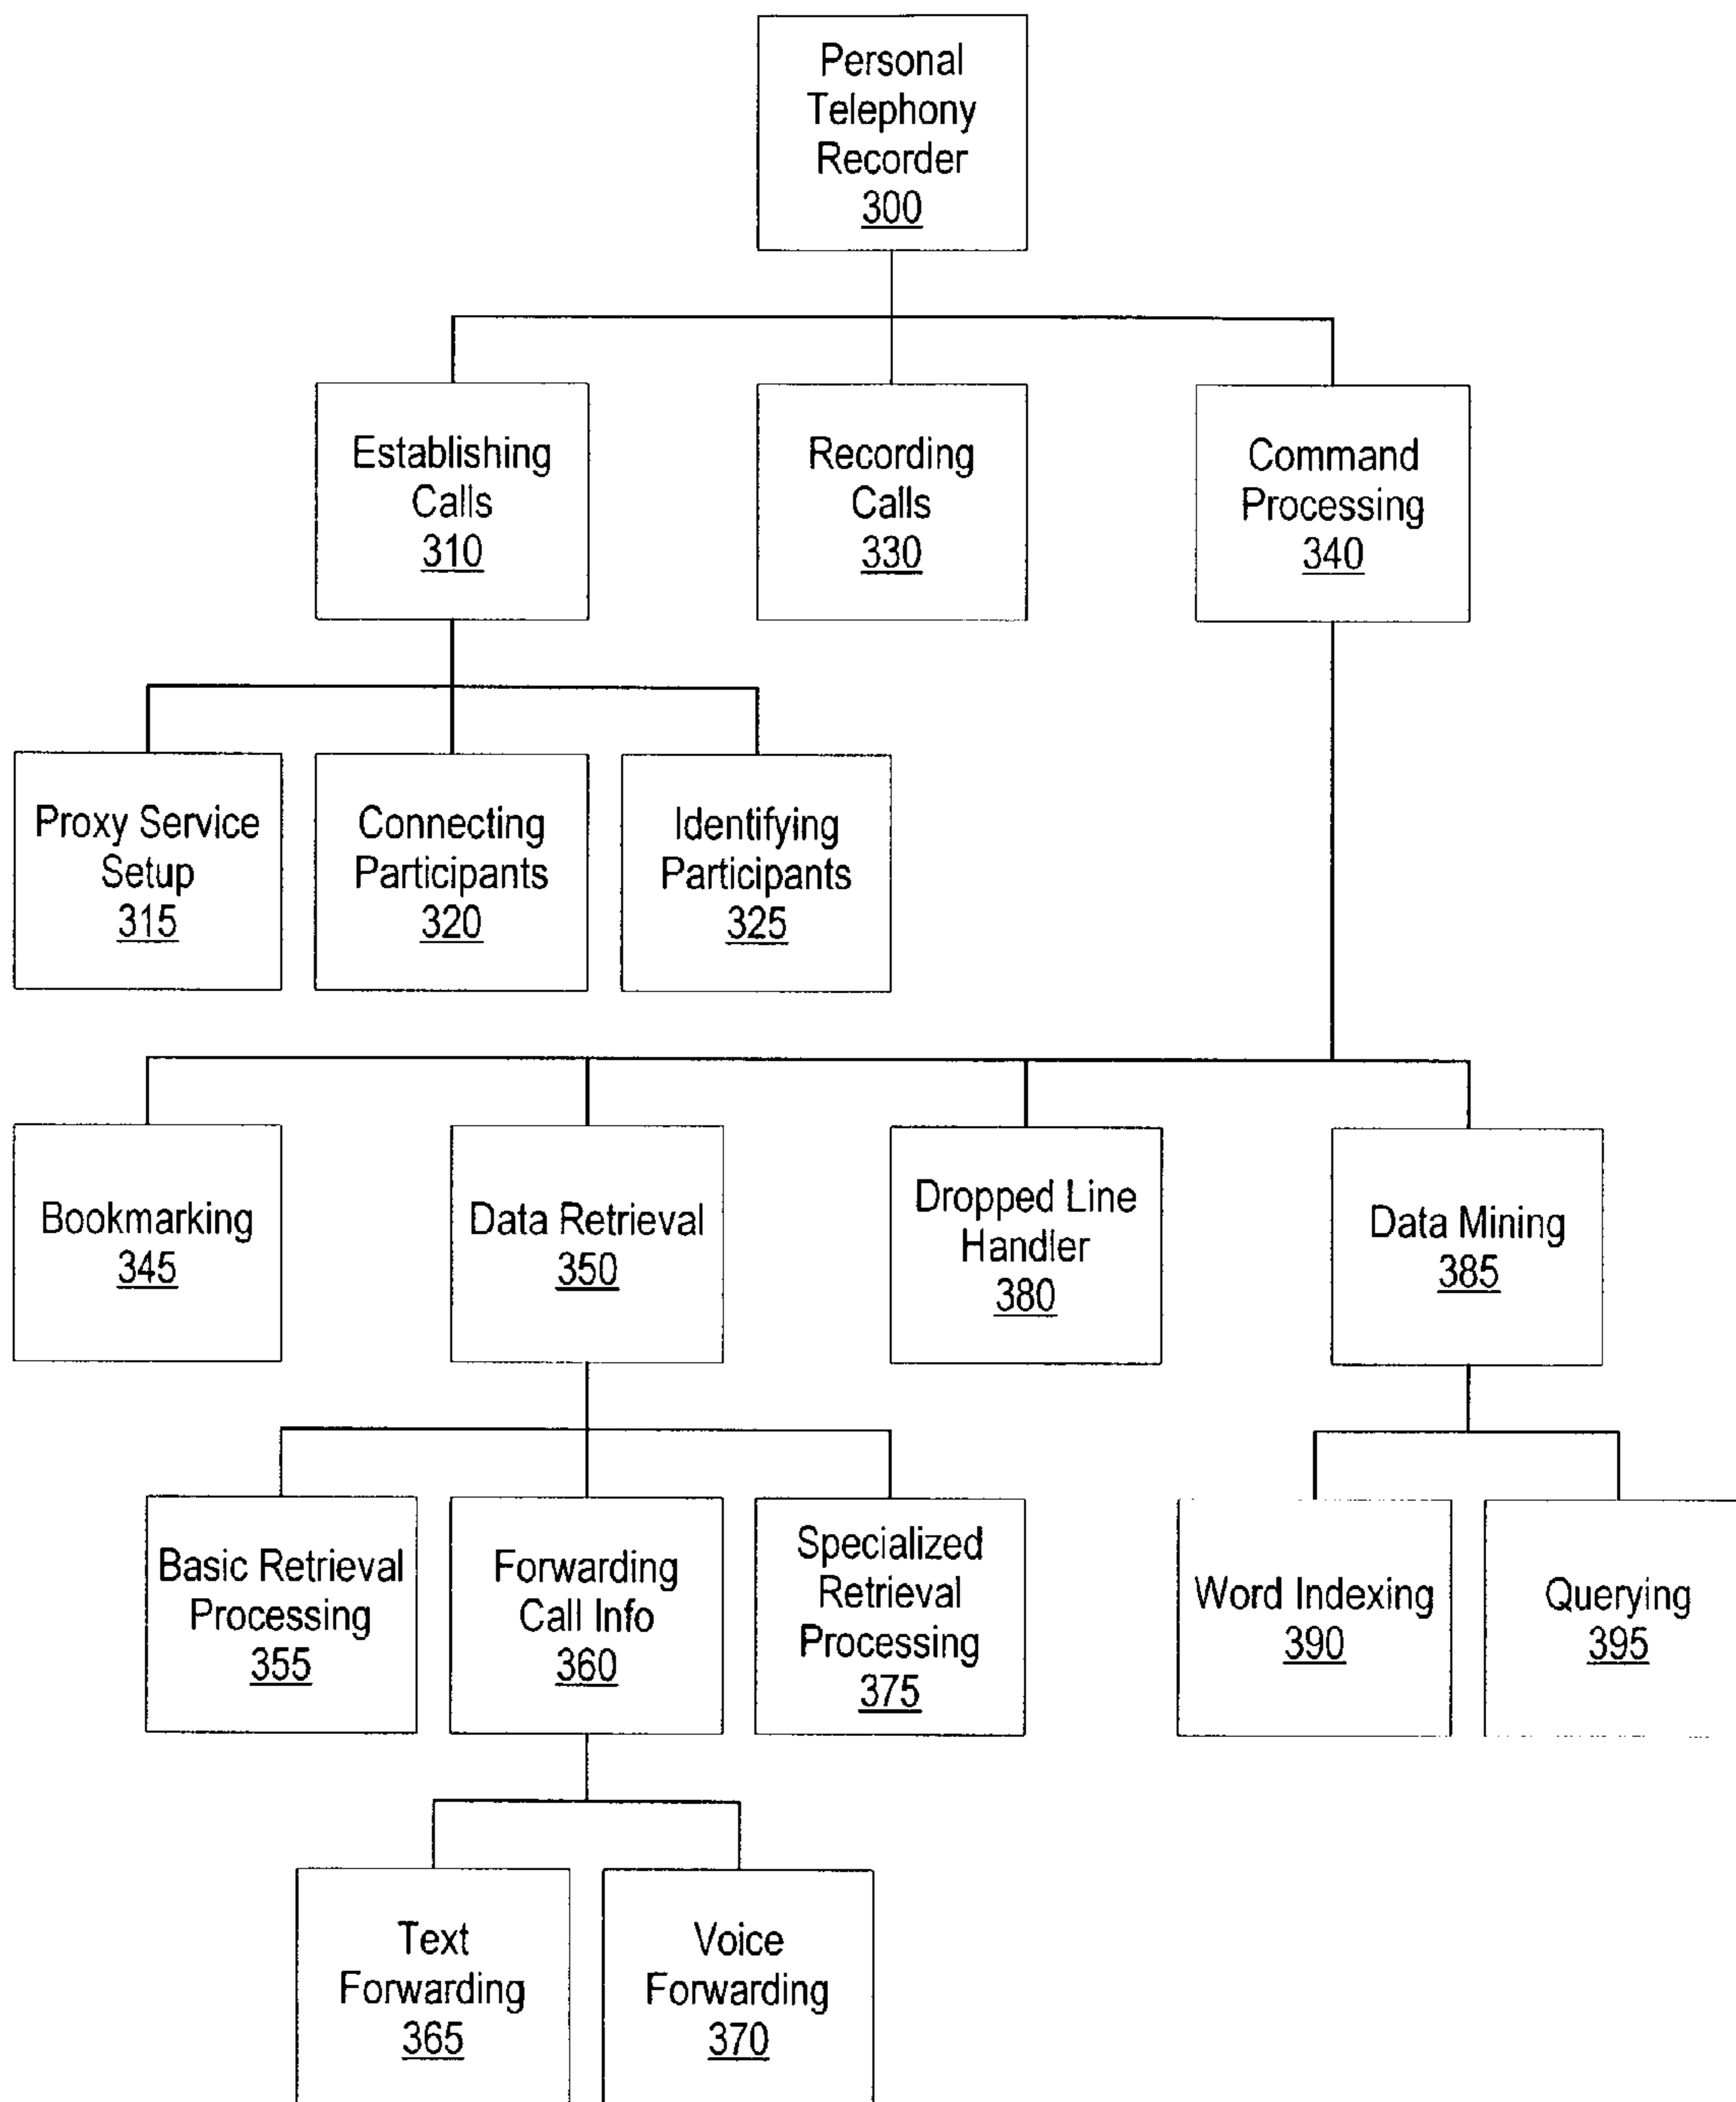 Personal
Telephony
Recorder
300
Establishing
Calls
310
Recording
Calls
330
Command
Processing
340
Proxy Service
Setup
315
Connecting
Participants
320
Identifying
Participants
325
Bookmarking
345
Data Retrieval
350
Dropped Line
Handler
380
Data Mining
385
Basic Retrieval
Processing
355
Forwarding
Call Info
360
Specialized
Retrieval
Processing
375
Word Indexing
390
Querying
395
Text
Forwarding
365
Voice
Forwarding
370